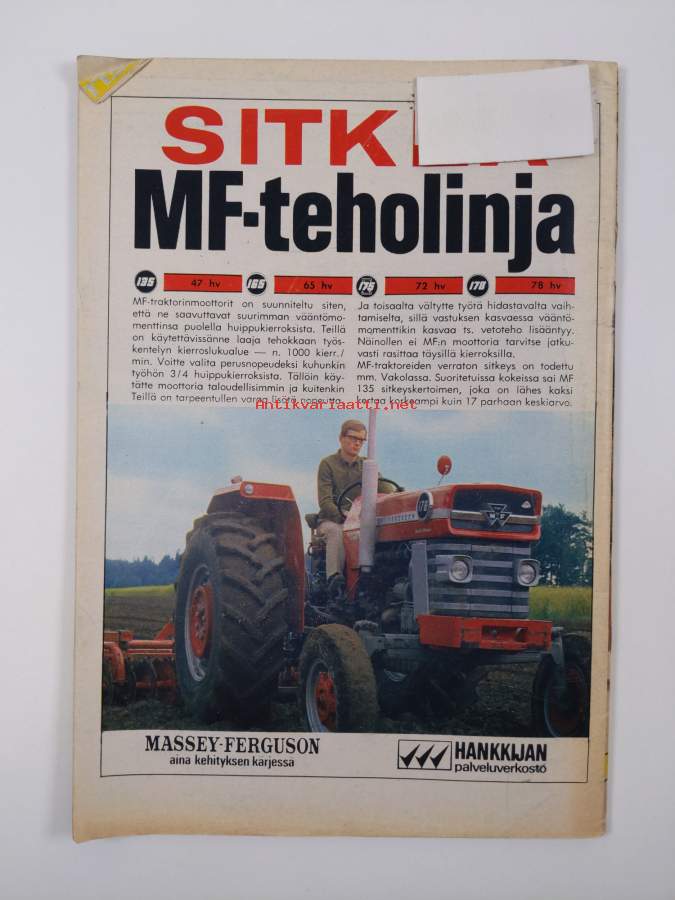 SITK
MF-teholinja
135 47 hv 165 65 hv 175 72 hv 178 78 hv
MF-traktorinmoottorit on suunniteltu siten,
että ne saavuttavat suurimman vääntömo-
menttinsa puolella huippukierroksista. Teillä
on käytettävissänne laaja tehokkaan työs-
kentelyn kierroslukualue — n. 1000 kierr./
min. Voitte valita perusnopeudeksi kuhunkin
työhön 3/4 huippukierroksista. Tällöin käy-
tätte moottoria taloudellisimmin ja kuitenkin
Teillä on tarpeentullen varaa lisätä nopeutta.
Ja toisaalta vältytte työtä hidastavalta vaih-
tamiselta, sillä vastuksen kasvaessa vääntö-
momenttikin kasvaa ts. vetoteho lisääntyy.
Näinollen ei MF:n moottoria tarvitse jatku-
vasti rasittaa täysillä kierroksilla.
MF-traktoreiden verraton sitkeys on todettu
mm. Vakolassa. Suoritetuissa kokeissa sai MF
135 sitkeyskertoimen, joka on lähes kaksi
kertaa korkeampi kuin 17 parhaan keskiarvo.
Antikvariaatti.net
178
MF
MASSEY-FERGUSON
aina kehityksen kärjessä
HANKKIJAN
palveluverkosto